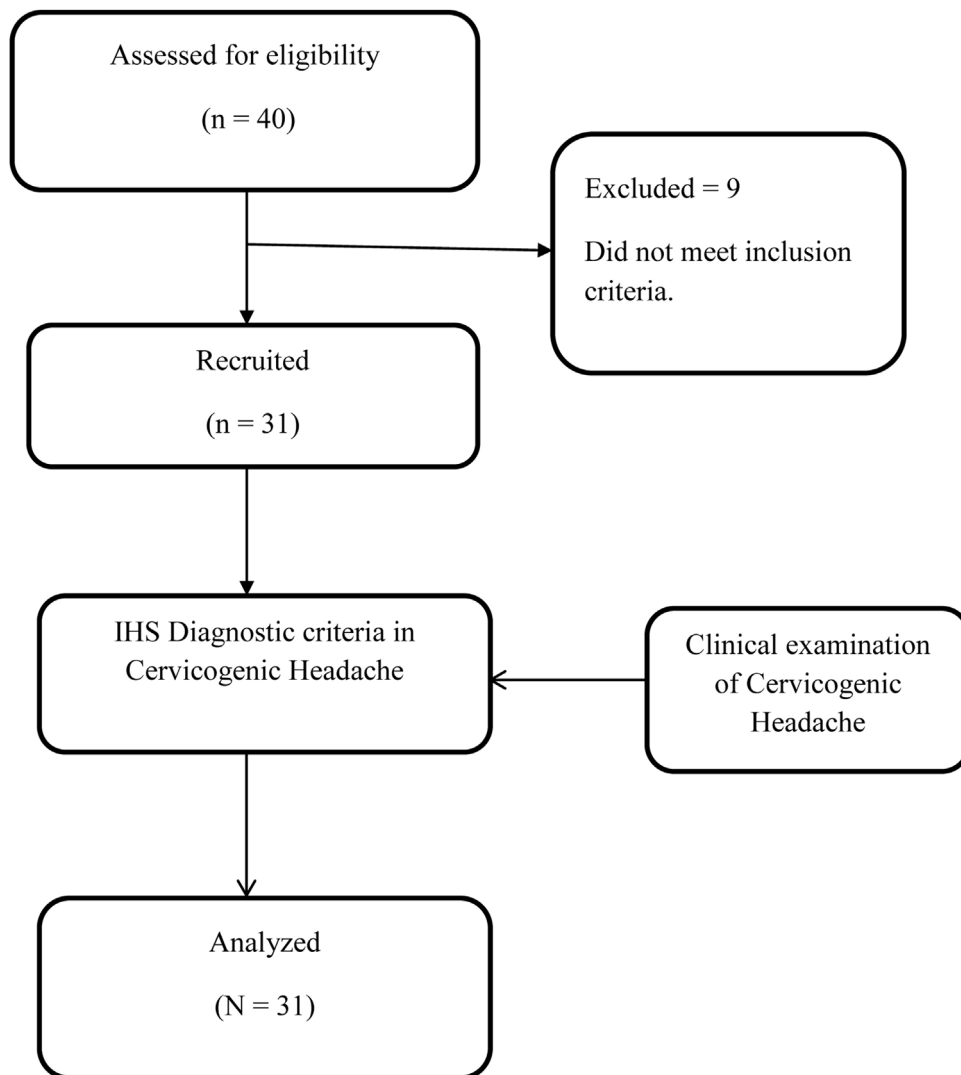 Assessed for eligibility
(n = 40)
Excluded = 9
Did not meet inclusion
criteria.
Recruited
(n = 31)
IHS Diagnostic criteria in
Cervicogenic Headache
Clinical examination
of Cervicogenic
Headache
Analyzed
(N = 31)